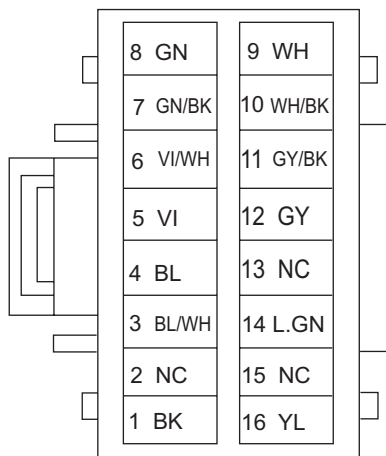 8 GN 9 WH
7 GN/BK 10 WH/BK
6 VI/WH 11 GY/BK
5 VI 12 GY
4 BL 13 NC
3 BL/WH 14 L.GN
2 NC 15 NC
1 BK 16 YL